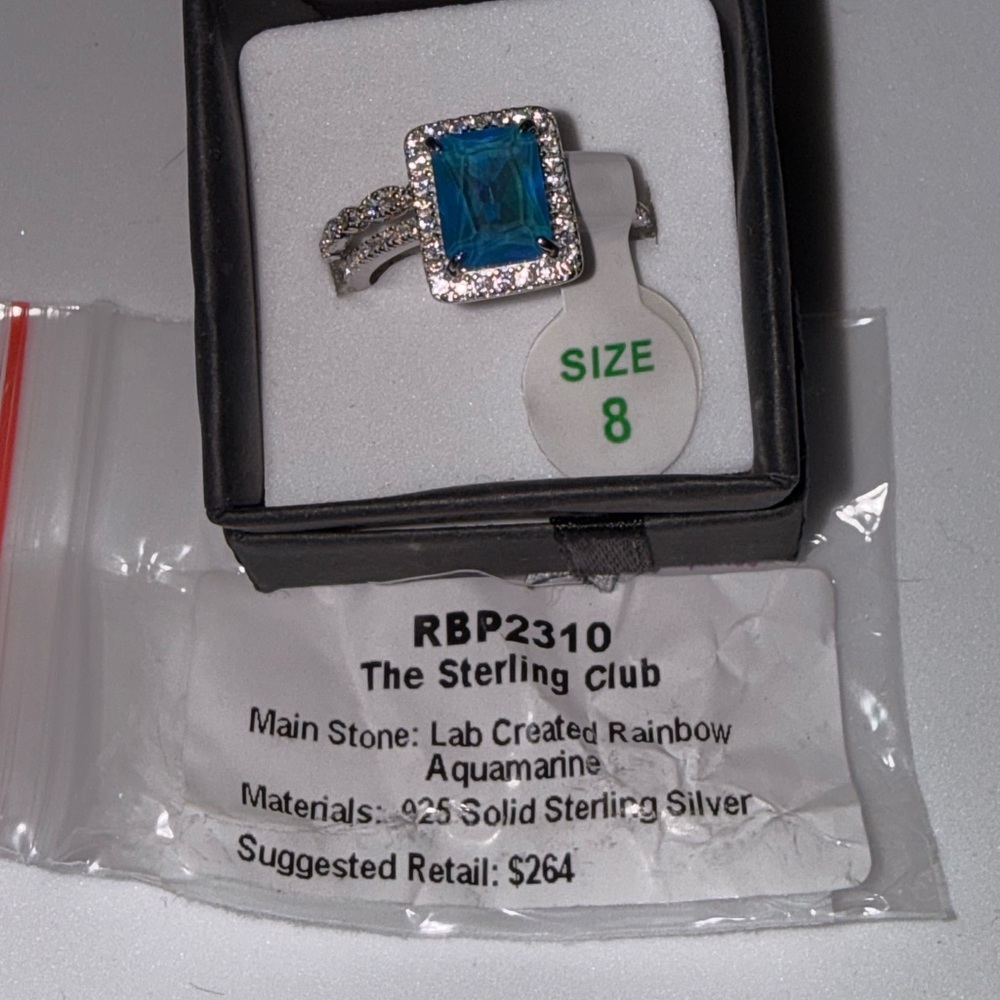 SIZE
8
RBP2310
The Sterling Club
Main Stone: Lab Created Rainbow
Aquamarine
Materials: .925 Solid Sterling Silver
Suggested Retail: $264